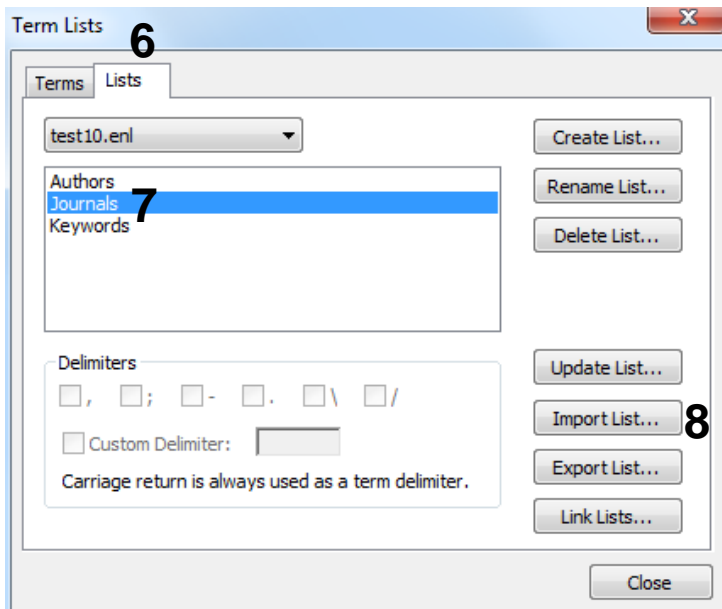 Term Lists
X
6
Terms Lists
test10.enl
Create List...
Authors
Rename List...
Journals 7
Keywords
Delete List...
Delimiters
Update List...
, ; - . \ /
Import List... 8
Custom Delimiter:
Export List...
Carriage return is always used as a term delimiter.
Link Lists...
Close